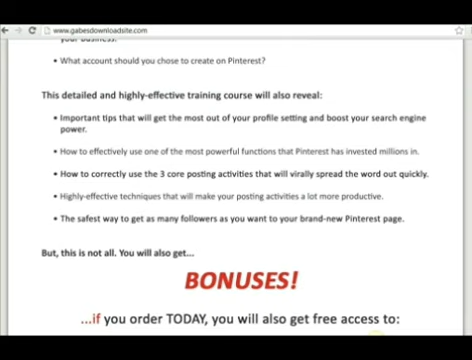 www.gabesdownloadsite.com
your business.
• What account should you chose to create on Pinterest?
This detailed and highly-effective training course will also reveal:
• Important tips that will get the most out of your profile setting and boost your search engine
power.
• How to effectively use one of the most powerful functions that Pinterest has invested millions in.
• How to correctly use the 3 core posting activities that will virally spread the word out quickly.
• Highly-effective techniques that will make your posting activities a lot more productive.
• The safest way to get as many followers as you want to your brand-new Pinterest page.
But, this is not all. You will also get...
BONUSES!
...if you order TODAY, you will also get free access to: